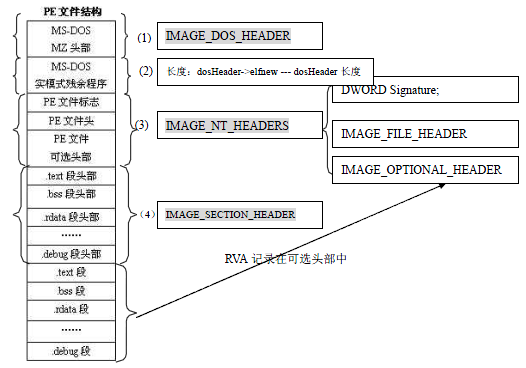 PE 文件结构
MS-DOS
MZ 头部
MS-DOS
实模式残余程序
PE 文件标志
PE 文件头
PE 文件
可选头部
.text 段头部
.bss 段头部
.rdata 段头部
……
.debug 段头部
.text 段
.bss 段
.rdata 段
……
.debug 段
(1) IMAGE_DOS_HEADER
(2) 长度：dosHeader->elfnew --- dosHeader 长度
(3) IMAGE_NT_HEADERS
DWORD Signature;
IMAGE_FILE_HEADER
IMAGE_OPTIONAL_HEADER
(4) IMAGE_SECTION_HEADER
RVA 记录在可选头部中